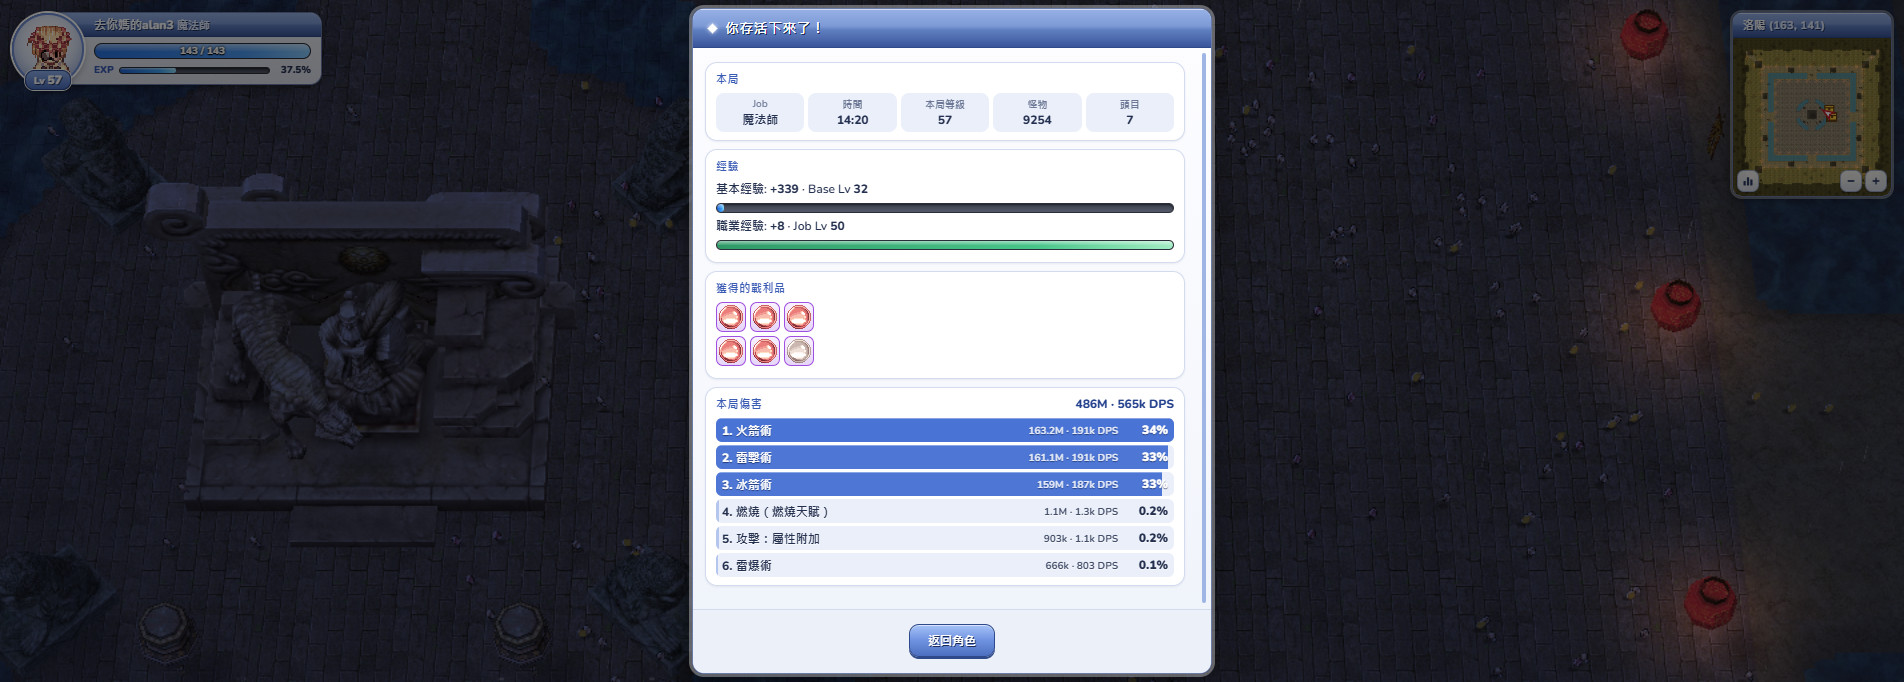 去你媽的alan3 魔法師
143 / 143
EXP 37.5%
Lv 57
你存活下來了！
本局
Job
魔法師
時間
14:20
本局等級
57
怪物
9254
頭目
7
經驗
基本經驗: +339 · Base Lv 32
職業經驗: +8 · Job Lv 50
獲得的戰利品
本局傷害 486M · 565k DPS
1. 火箭術 163.2M · 191k DPS 34%
2. 雷擊術 161.1M · 191k DPS 33%
3. 冰箭術 159M · 187k DPS 33%
4. 燃燒 ( 燃燒天賦 ) 1.1M · 1.3k DPS 0.2%
5. 攻擊：屬性附加 903k · 1.1k DPS 0.2%
6. 雷爆術 666k · 803 DPS 0.1%
返回角色
洛陽 (163, 141)